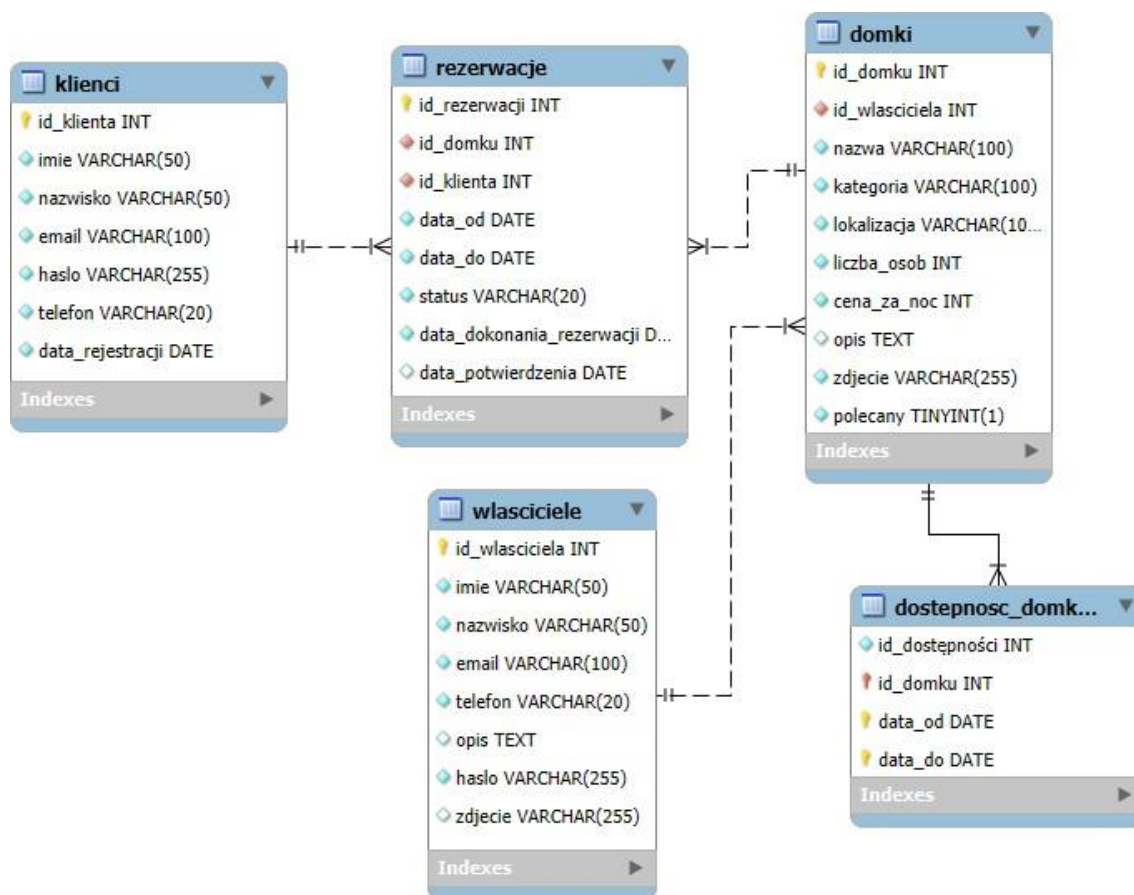 klienci
id_klienta INT
imie VARCHAR(50)
nazwisko VARCHAR(50)
email VARCHAR(100)
haslo VARCHAR(255)
telefon VARCHAR(20)
data_rejestracji DATE
Indexes
rezerwacje
id_rezerwacji INT
id_domku INT
id_klienta INT
data_od DATE
data_do DATE
status VARCHAR(20)
data_dokonania_rezerwacji D...
data_potwierdzenia DATE
Indexes
domki
id_domku INT
id_wlasciciela INT
nazwa VARCHAR(100)
kategoria VARCHAR(100)
lokalizacja VARCHAR(10...
liczba_osob INT
cena_za_noc INT
opis TEXT
zdjecie VARCHAR(255)
polecany TINYINT(1)
Indexes
wlasciciele
id_wlasciciela INT
imie VARCHAR(50)
nazwisko VARCHAR(50)
email VARCHAR(100)
telefon VARCHAR(20)
opis TEXT
haslo VARCHAR(255)
zdjecie VARCHAR(255)
Indexes
dostepnosc_domk...
id_dostępności INT
id_domku INT
data_od DATE
data_do DATE
Indexes